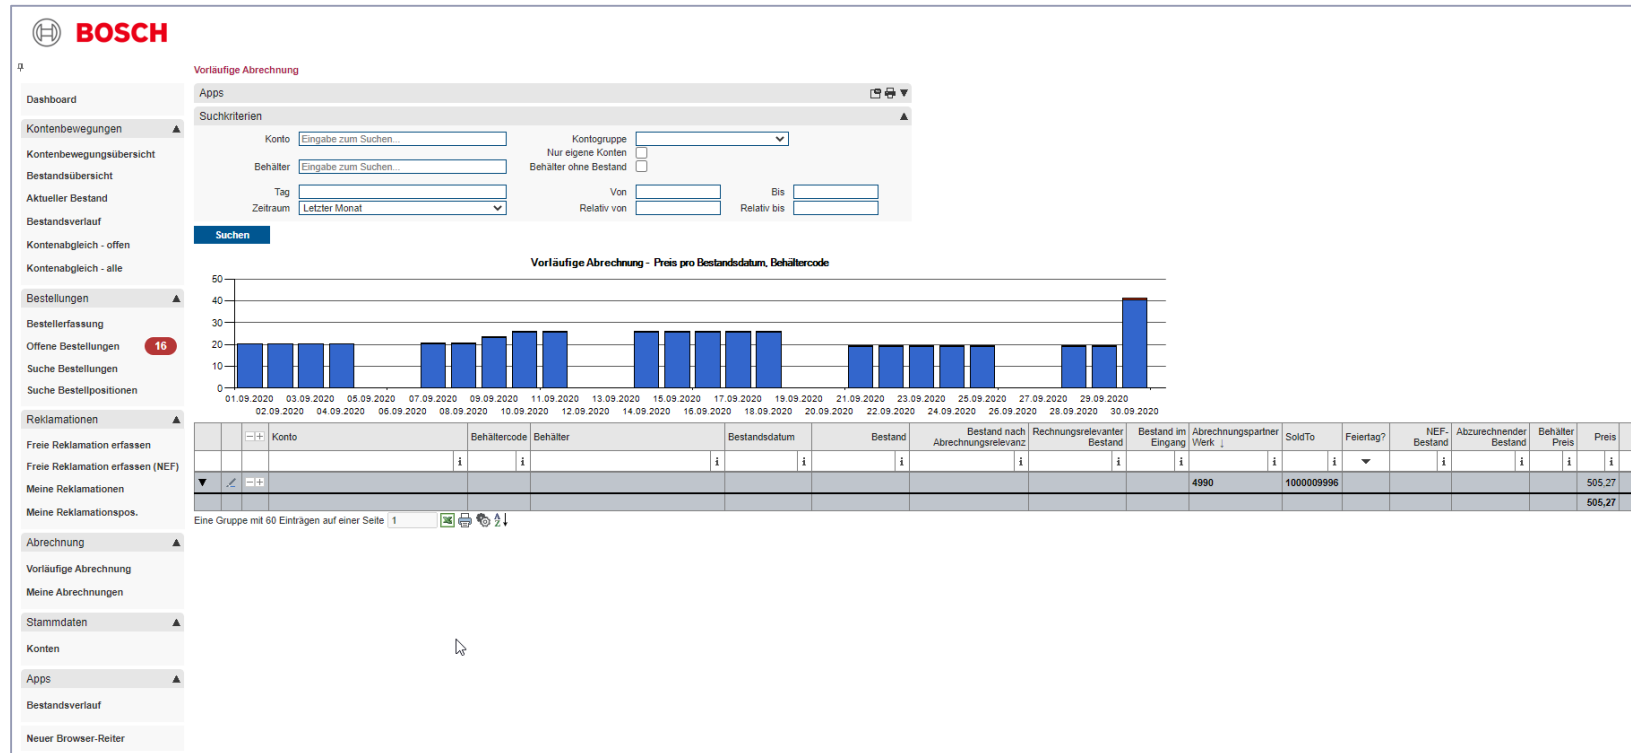 BOSCH
Vorläufige Abrechnung
Dashboard
Kontenbewegungen
Kontenbewegungsübersicht
Bestandsübersicht
Aktueller Bestand
Bestandsverlauf
Kontenabgleich - offen
Kontenabgleich - alle
Bestellungen
Bestellerfassung
Offene Bestellungen 16
Suche Bestellungen
Suche Bestellpositionen
Reklamationen
Freie Reklamation erfassen
Freie Reklamation erfassen (NEF)
Meine Reklamationen
Meine Reklamationspos.
Abrechnung
Vorläufige Abrechnung
Meine Abrechnungen
Stammdaten
Konten
Apps
Bestandsverlauf
Neuer Browser-Reiter
Apps
Suchkriterien
Konto Eingabe zum Suchen... Kontogruppe
Nur eigene Konten
Behälter Eingabe zum Suchen... Behälter ohne Bestand
Tag Von Bis
Zeitraum Letzter Monat Relativ von Relativ bis
Suchen
Vorläufige Abrechnung - Preis pro Bestandsdatum, Behältercode
50
40
30
20
10
0
01.09.2020 03.09.2020 05.09.2020 07.09.2020 09.09.2020 11.09.2020 13.09.2020 15.09.2020 17.09.2020 19.09.2020 21.09.2020 23.09.2020 25.09.2020 27.09.2020 29.09.2020
02.09.2020 04.09.2020 06.09.2020 08.09.2020 10.09.2020 12.09.2020 14.09.2020 16.09.2020 18.09.2020 20.09.2020 22.09.2020 24.09.2020 26.09.2020 28.09.2020 30.09.2020
Konto Behältercode Behälter Bestandsdatum Bestand Bestand nach Abrechnungsrelevanz Rechnungsrelevanter Bestand Bestand im Eingang Abrechnungspartner Werk ↓ SoldTo Feiertag? NEF-Bestand Abzurechnender Bestand Behälter Preis Preis
i i i i i i i i i i i i i i
4990 1000009996 505,27
505,27
Eine Gruppe mit 60 Einträgen auf einer Seite 1